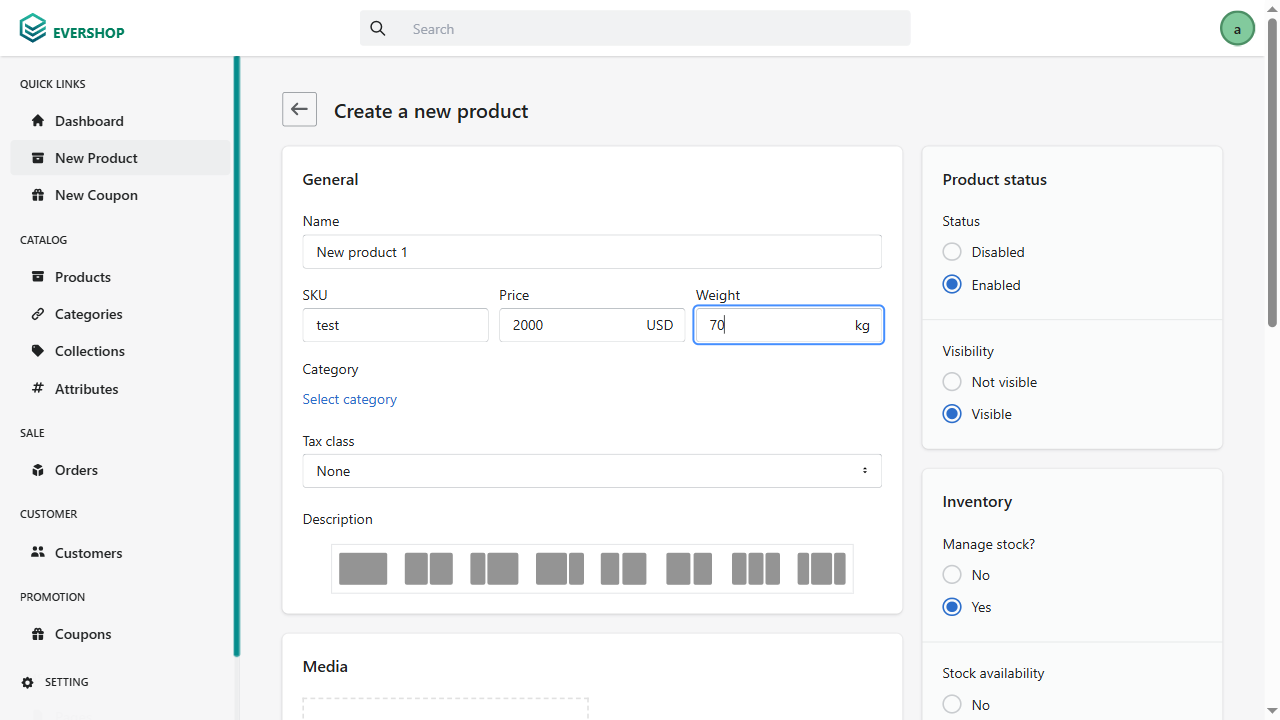 EVERSHOP
Search
a
QUICK LINKS
Dashboard
New Product
New Coupon
CATALOG
Products
Categories
Collections
Attributes
SALE
Orders
CUSTOMER
Customers
PROMOTION
Coupons
SETTING
Create a new product
General
Name
New product 1
SKU
Price
Weight
test
2000 USD
70 kg
Category
Select category
Tax class
None
Description
Media
Product status
Status
Disabled
Enabled
Visibility
Not visible
Visible
Inventory
Manage stock?
No
Yes
Stock availability
No